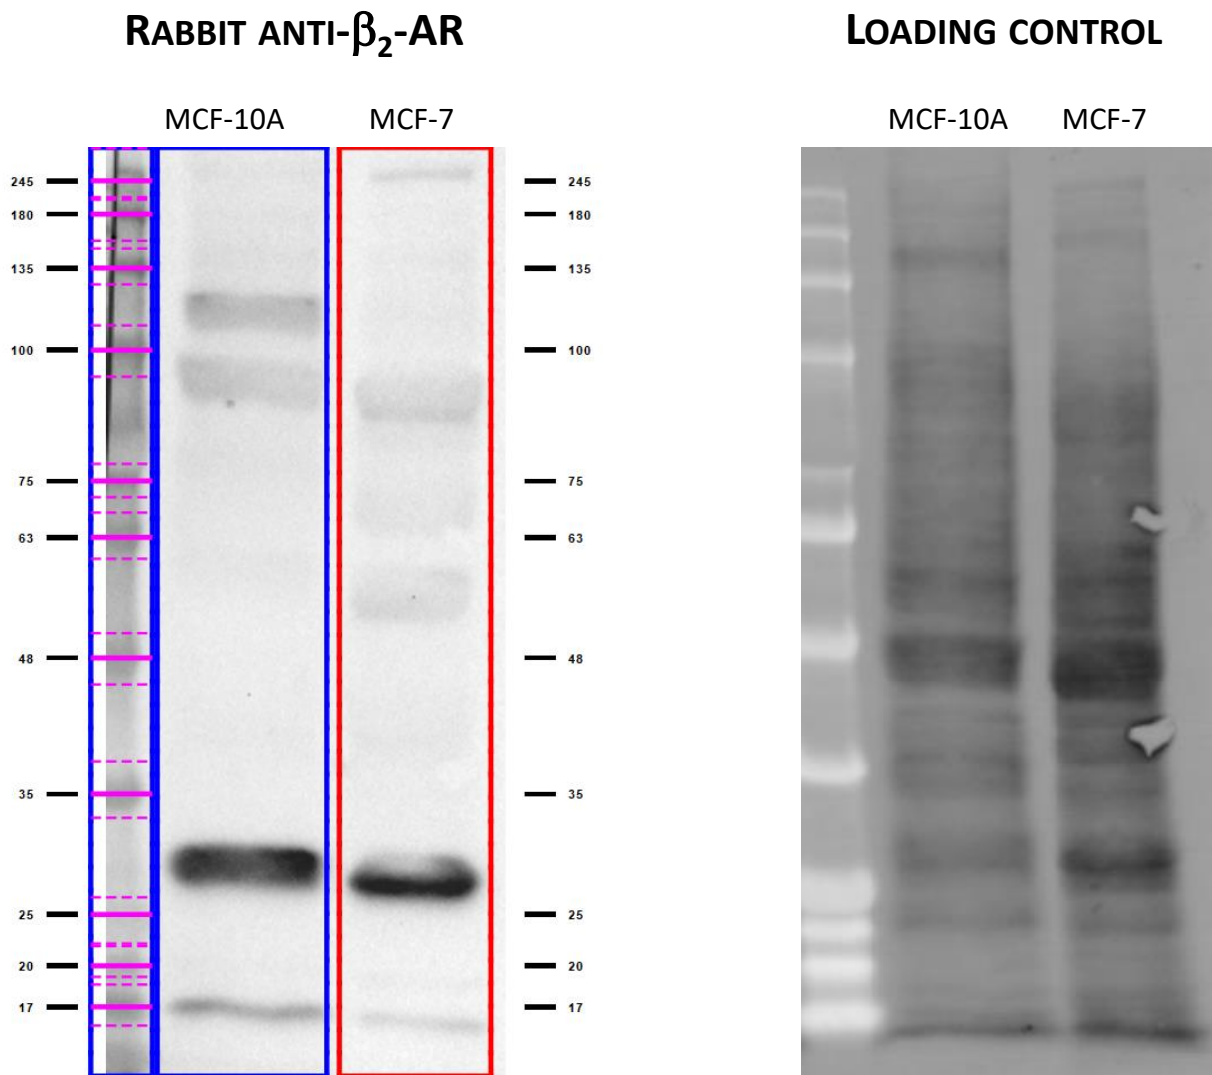 RABBIT ANTI-β2-AR
LOADING CONTROL
MCF-10A MCF-7
MCF-10A MCF-7
245 245
180 180
135 135
100 100
75 75
63 63
48 48
35 35
25 25
20 20
17 17